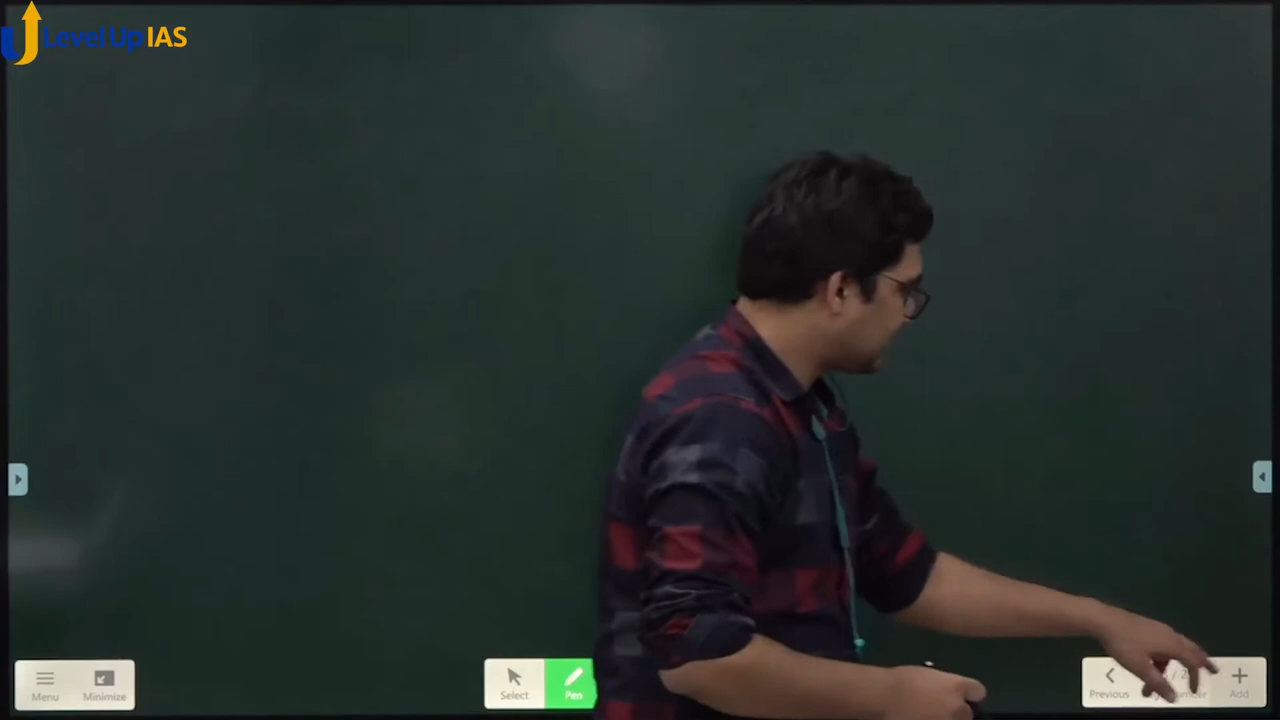 Level Up IAS
Menu
Minimize
Select
Pen
Previous
Add